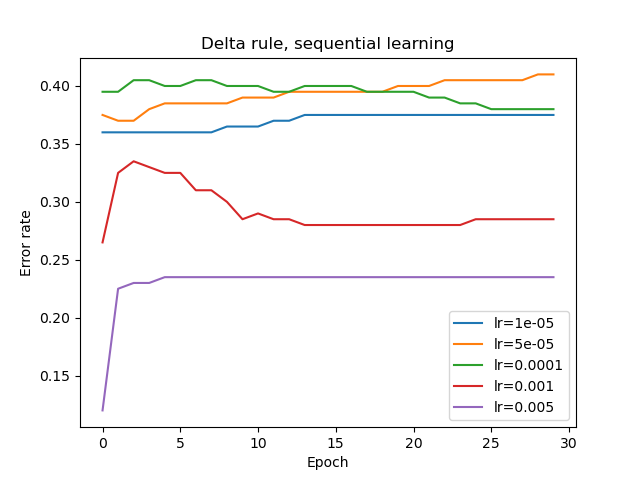 Delta rule, sequential learning
Error rate
0.40
0.35
0.30
0.25
0.20
0.15
lr=1e-05
lr=5e-05
lr=0.0001
lr=0.001
lr=0.005
0 5 10 15 20 25 30
Epoch